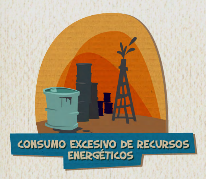 CONSUMO EXCESIVO DE RECURSOS
ENERGÉTICOS